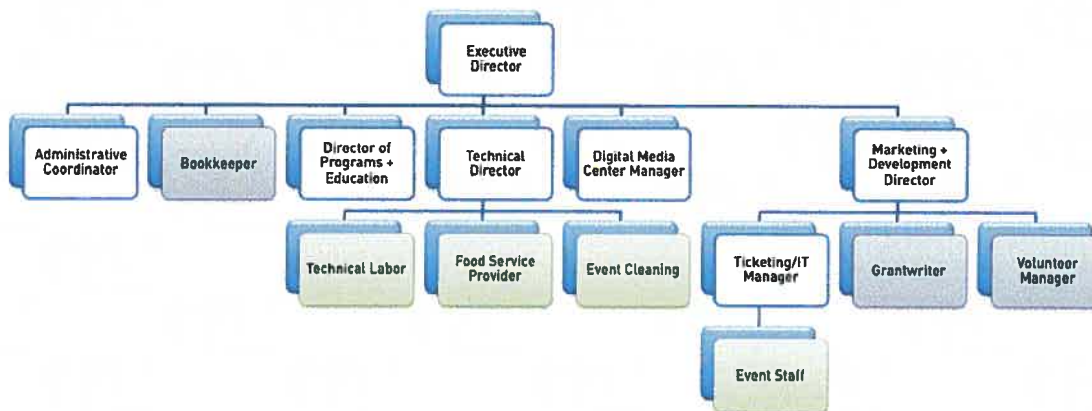 Executive
Director
Administrative
Coordinator
Bookkeeper
Director of
Programs +
Education
Technical
Director
Digital Media
Center Manager
Marketing +
Development
Director
Technical Labor
Food Service
Provider
Event Cleaning
Ticketing/IT
Manager
Grantwriter
Volunteer
Manager
Event Staff